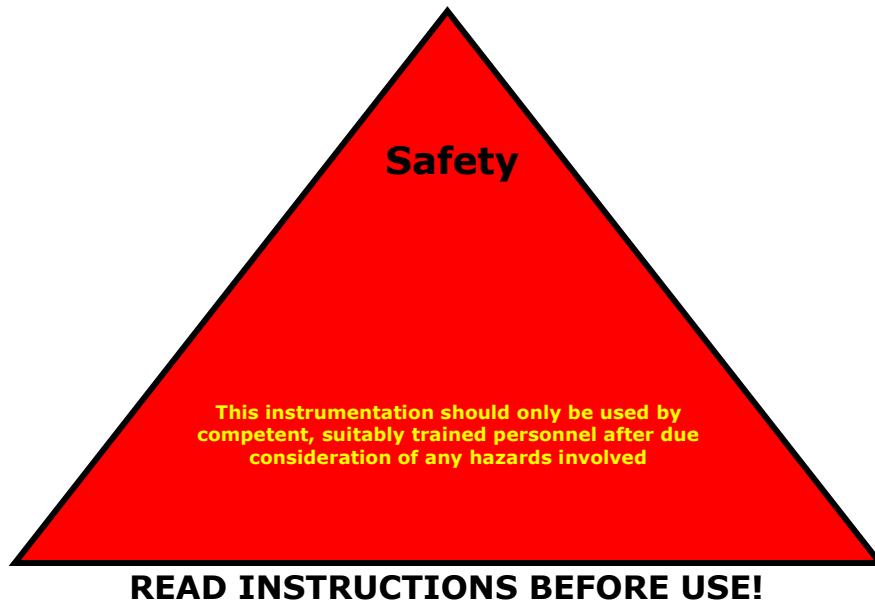 Safety
This instrumentation should only be used by
competent, suitably trained personnel after due
consideration of any hazards involved
READ INSTRUCTIONS BEFORE USE!